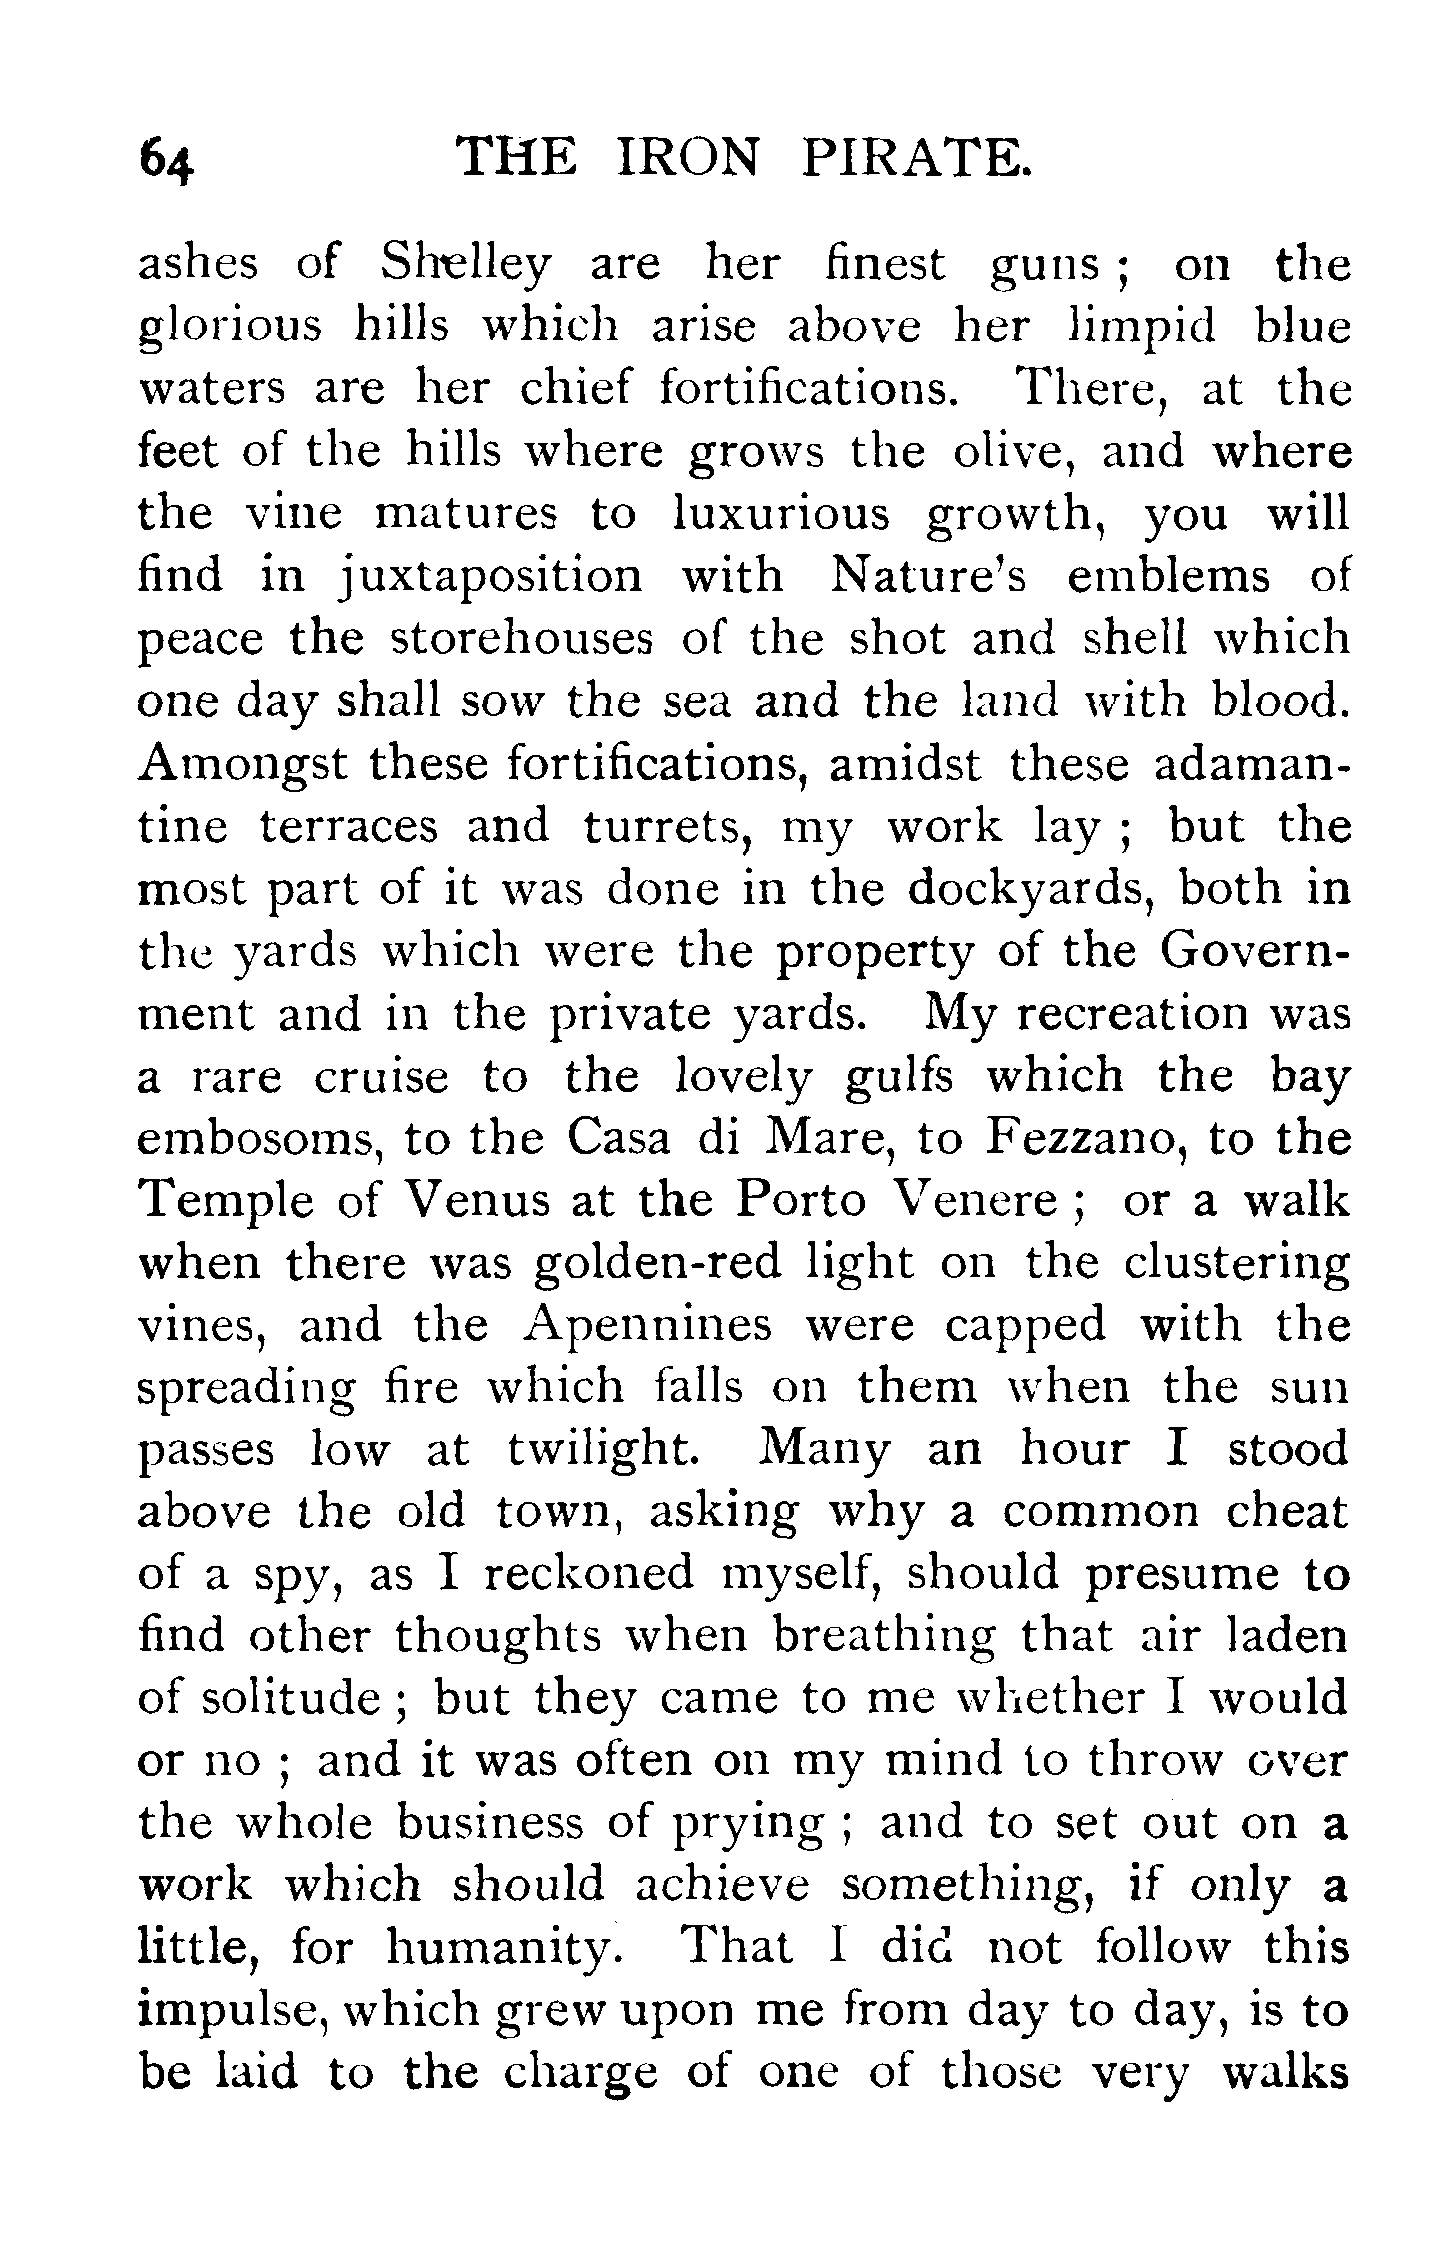 64 THE IRON PIRATE.
ashes of Shelley are her finest guns ; on the
glorious hills which arise above her limpid blue
waters are her chief fortifications. There, at the
feet of the hills where grows the olive, and where
the vine matures to luxurious growth, you will
find in juxtaposition with Nature's emblems of
peace the storehouses of the shot and shell which
one day shall sow the sea and the land with blood.
Amongst these fortifications, amidst these adaman-
tine terraces and turrets, my work lay ; but the
most part of it was done in the dockyards, both in
the yards which were the property of the Govern-
ment and in the private yards. My recreation was
a rare cruise to the lovely gulfs which the bay
embosoms, to the Casa di Mare, to Fezzano, to the
Temple of Venus at the Porto Venere ; or a walk
when there was golden-red light on the clustering
vines, and the Apennines were capped with the
spreading fire which falls on them when the sun
passes low at twilight. Many an hour I stood
above the old town, asking why a common cheat
of a spy, as I reckoned myself, should presume to
find other thoughts when breathing that air laden
of solitude ; but they came to me whether I would
or no ; and it was often on my mind to throw over
the whole business of prying ; and to set out on a
work which should achieve something, if only a
little, for humanity. That I did not follow this
impulse, which grew upon me from day to day, is to
be laid to the charge of one of those very walks